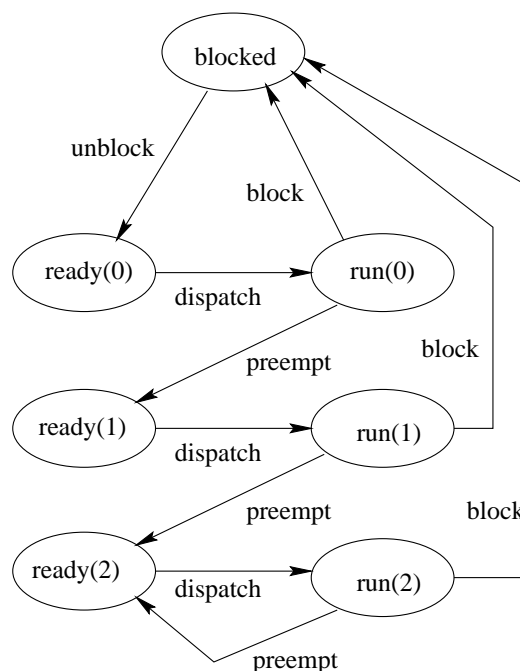 blocked
unblock
block
ready(0)
run(0)
dispatch
preempt
block
ready(1)
run(1)
dispatch
preempt
block
ready(2)
run(2)
dispatch
preempt